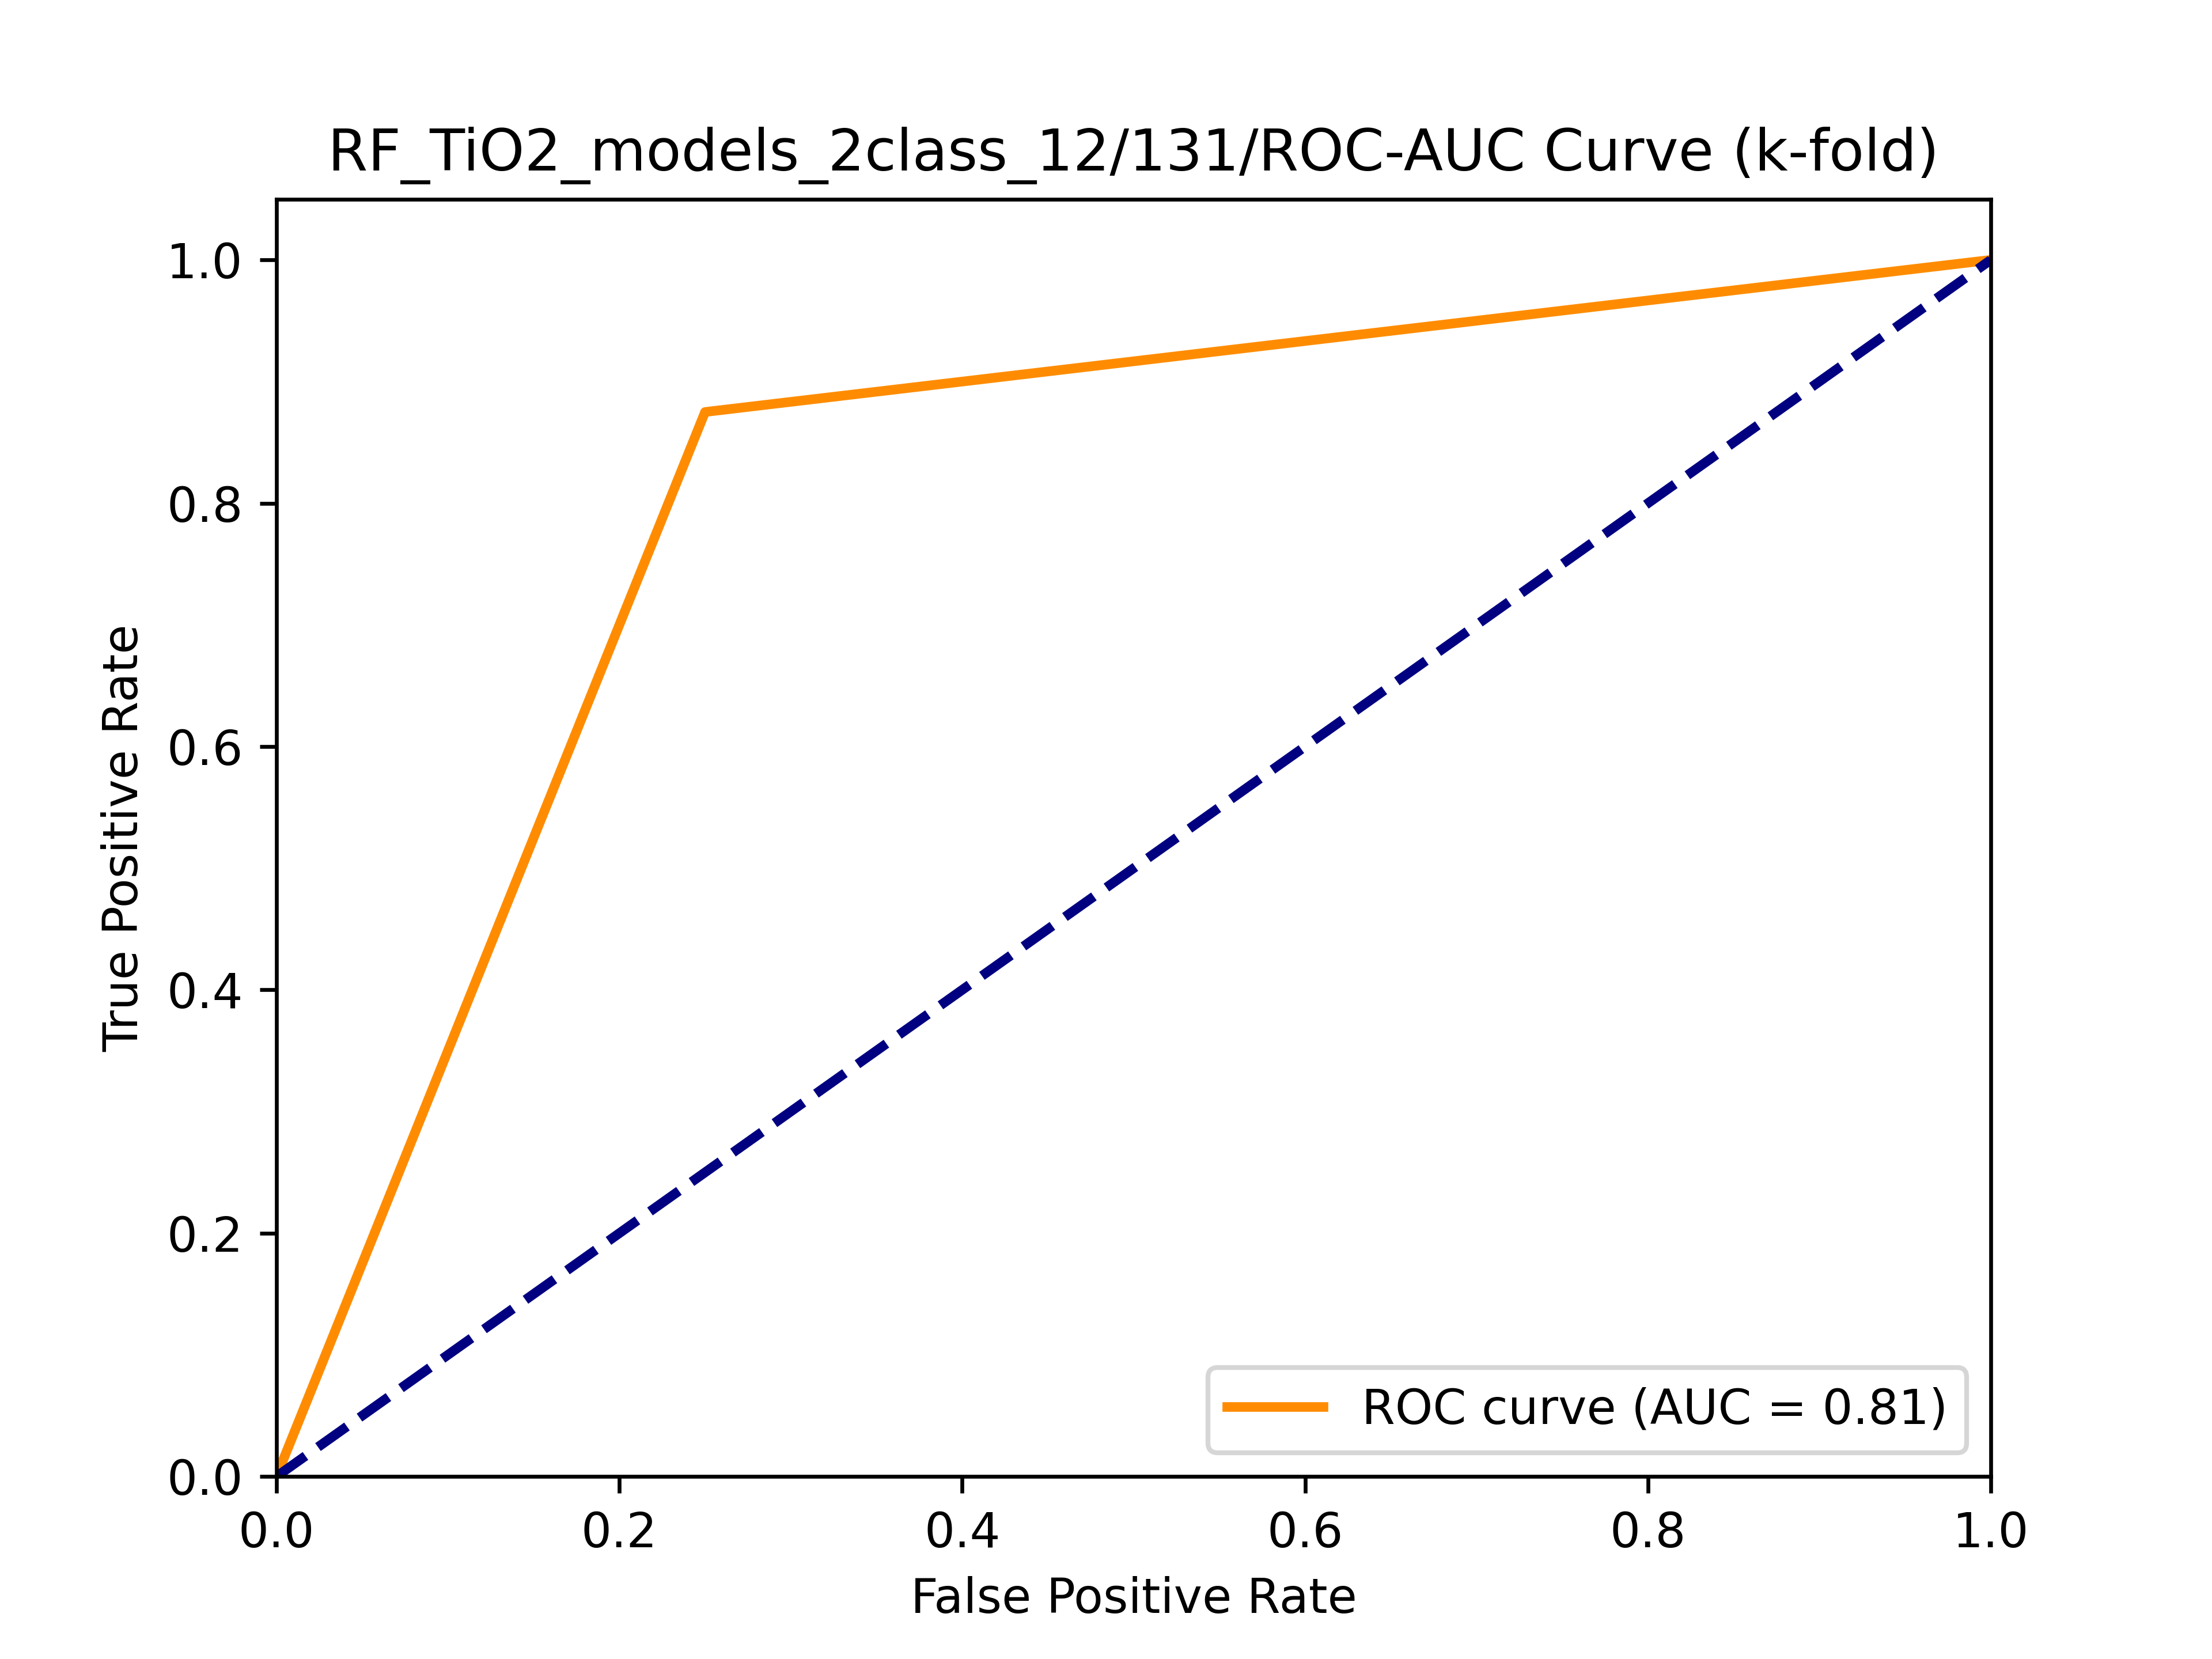 RF_TiO2_models_2class_12/131/ROC-AUC Curve (k-fold)
True Positive Rate
1.0
0.8
0.6
0.4
0.2
0.0
ROC curve (AUC = 0.81)
0.0 0.2 0.4 0.6 0.8 1.0
False Positive Rate